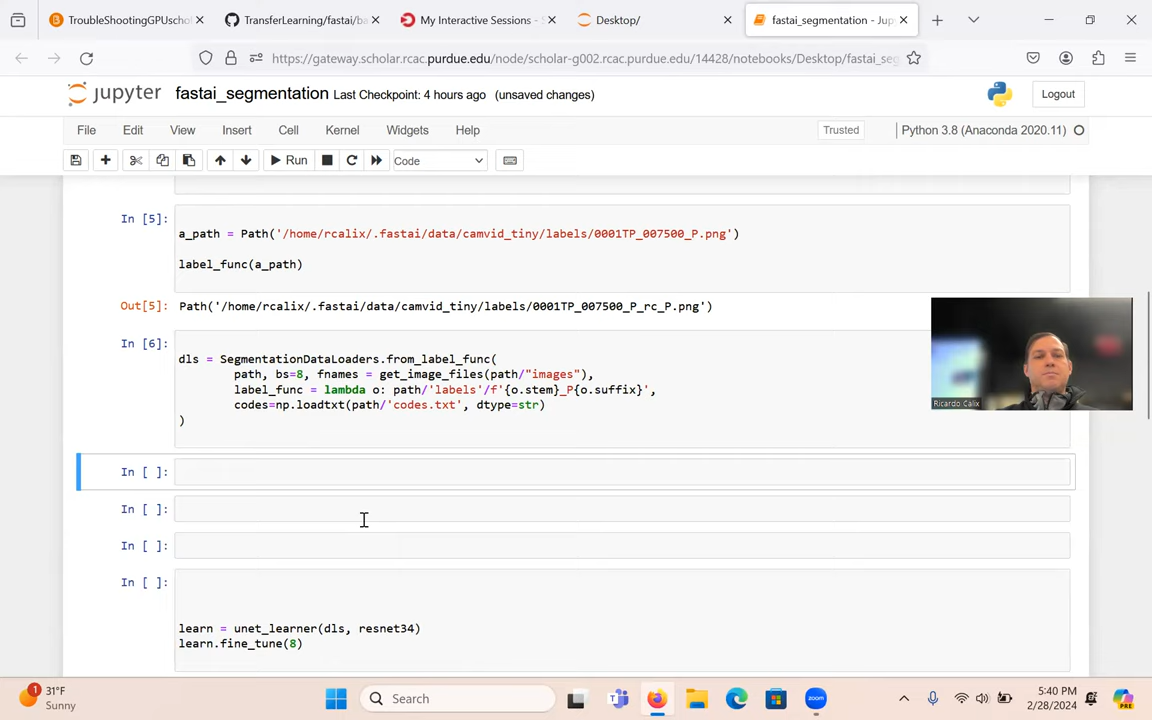 TroubleShootingGPUschol
TransferLearning/fastai/ba
My Interactive Sessions -
Desktop/
fastai_segmentation - Jup
https://gateway.scholar.rcac.purdue.edu/node/scholar-g002.rcac.purdue.edu/14428/notebooks/Desktop/fastai_seg
jupyter fastai_segmentation Last Checkpoint: 4 hours ago (unsaved changes) Logout
File Edit View Insert Cell Kernel Widgets Help Trusted Python 3.8 (Anaconda 2020.11)
Run Code
In [5]:
a_path = Path('/home/rcalix/.fastai/data/camvid_tiny/labels/0001TP_007500_P.png')
label_func(a_path)
Out[5]: Path('/home/rcalix/.fastai/data/camvid_tiny/labels/0001TP_007500_P_rc_P.png')
In [6]:
dls = SegmentationDataLoaders.from_label_func(
path, bs=8, fnames = get_image_files(path/"images"),
label_func = lambda o: path/'labels'/f'{o.stem}_P{o.suffix}',
codes=np.loadtxt(path/'codes.txt', dtype=str)
)
Ricardo Calix
In [ ]:
In [ ]:
In [ ]:
In [ ]:
learn = unet_learner(dls, resnet34)
learn.fine_tune(8)
1
31°F
Sunny
Search
zoom
5:40 PM
2/28/2024
PRE